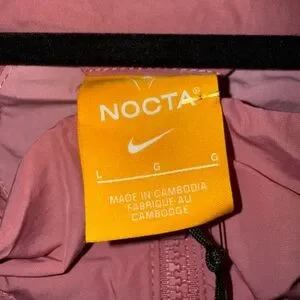 NOCTA
L G G
MADE IN CAMBODIA
FABRIQUÉ AU
CAMBODGE